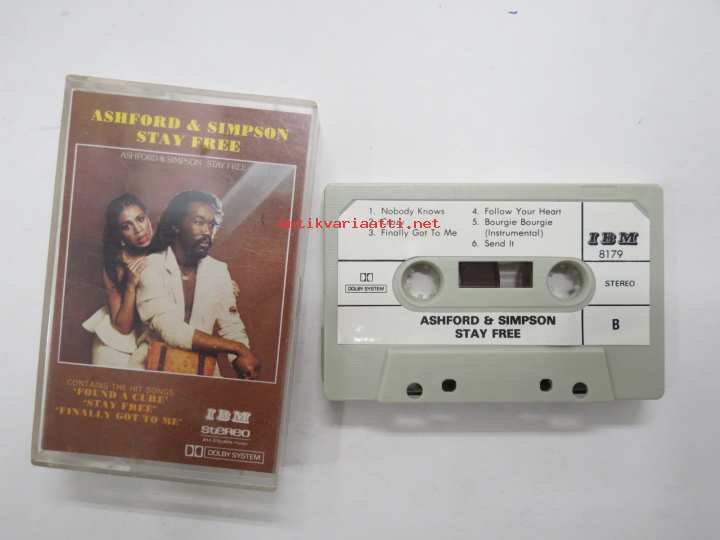 ASHFORD & SIMPSON
STAY FREE
ASHFORD & SIMPSON STAY FREE
CONTAINS THE HIT SONGS
'FOUND A CURE'
'STAY FREE'
'FINALLY GOT TO ME'
IBM
stereo
DOLBY SYSTEM
antikvariaatti.net
1. Nobody Knows
3. Finally Got To Me
4. Follow Your Heart
5. Bourgie Bourgie
(Instrumental)
6. Send It
IBM
8179
DOLBY SYSTEM
STEREO
ASHFORD & SIMPSON
STAY FREE
B